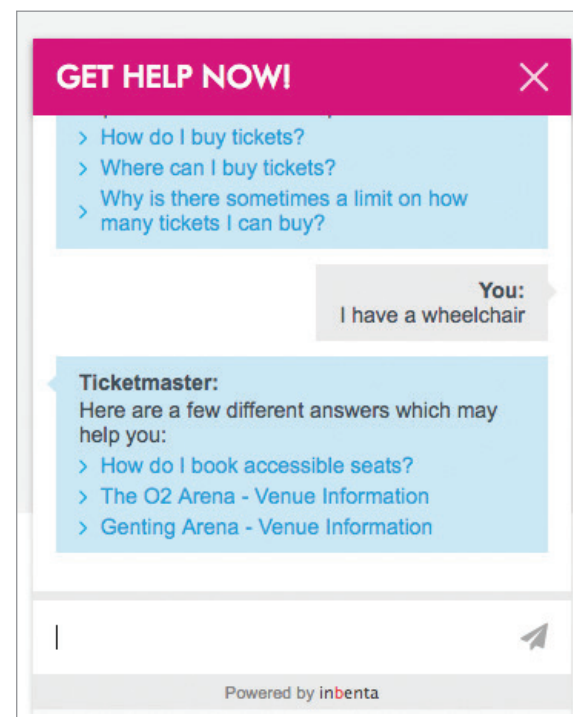 GET HELP NOW!
> How do I buy tickets?
> Where can I buy tickets?
> Why is there sometimes a limit on how
many tickets I can buy?
You:
I have a wheelchair
Ticketmaster:
Here are a few different answers which may
help you:
> How do I book accessible seats?
> The O2 Arena - Venue Information
> Genting Arena - Venue Information
Powered by inbenta